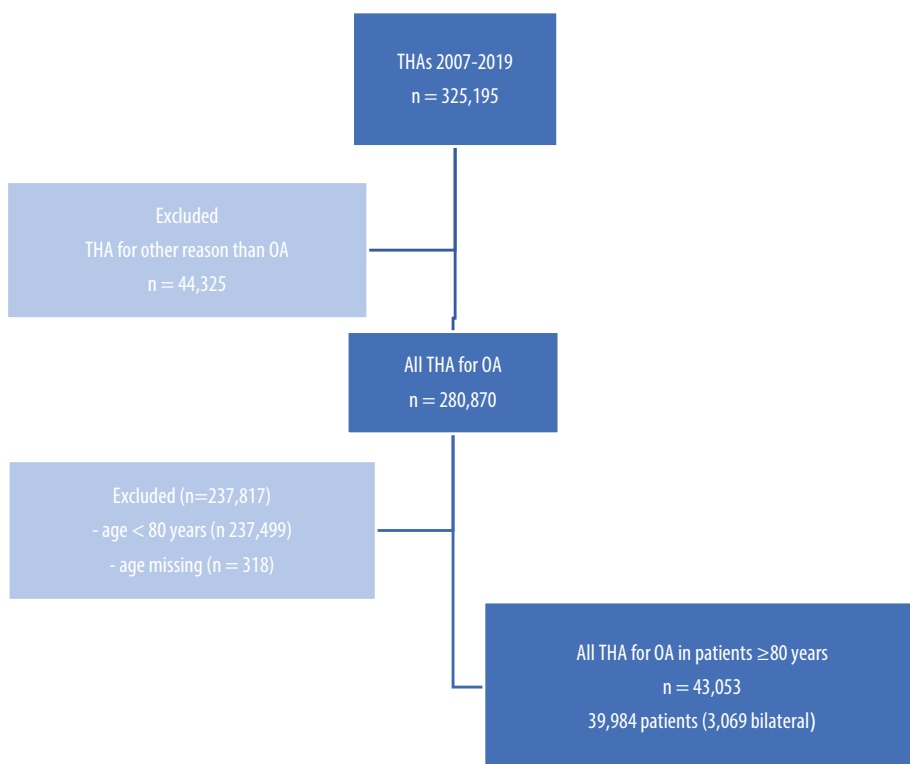 THAs 2007-2019
n = 325,195
Excluded
THA for other reason than OA
n = 44,325
All THA for OA
n = 280,870
Excluded (n=237,817)
- age < 80 years (n 237,499)
- age missing (n = 318)
All THA for OA in patients ≥80 years
n = 43,053
39,984 patients (3,069 bilateral)